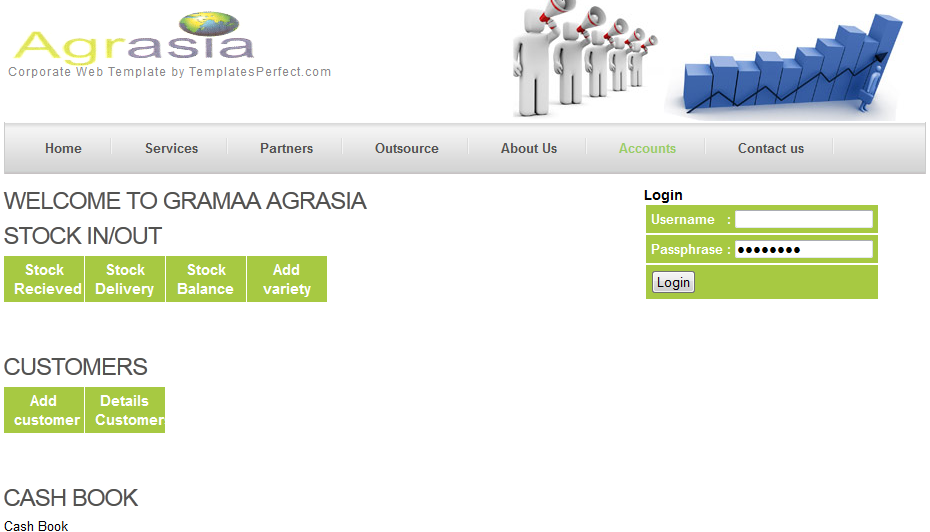 Agrasia
Corporate Web Template by TemplatesPerfect.com
Home Services Partners Outsource About Us Accounts Contact us
WELCOME TO GRAMAA AGRASIA
STOCK IN/OUT
Stock
Recieved
Stock
Delivery
Stock
Balance
Add
variety
CUSTOMERS
Add
customer
Details
Customer
CASH BOOK
Cash Book
Login
Username :
Passphrase : ●●●●●●●●
Login